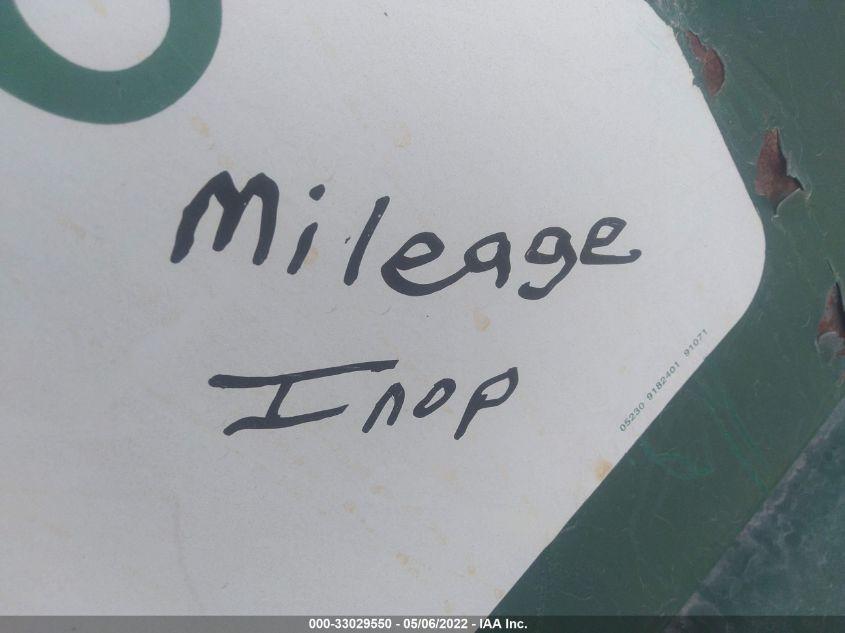 Mileage
Inop
05230 9182401 91071
000-33029550 - 05/06/2022 - IAA Inc.